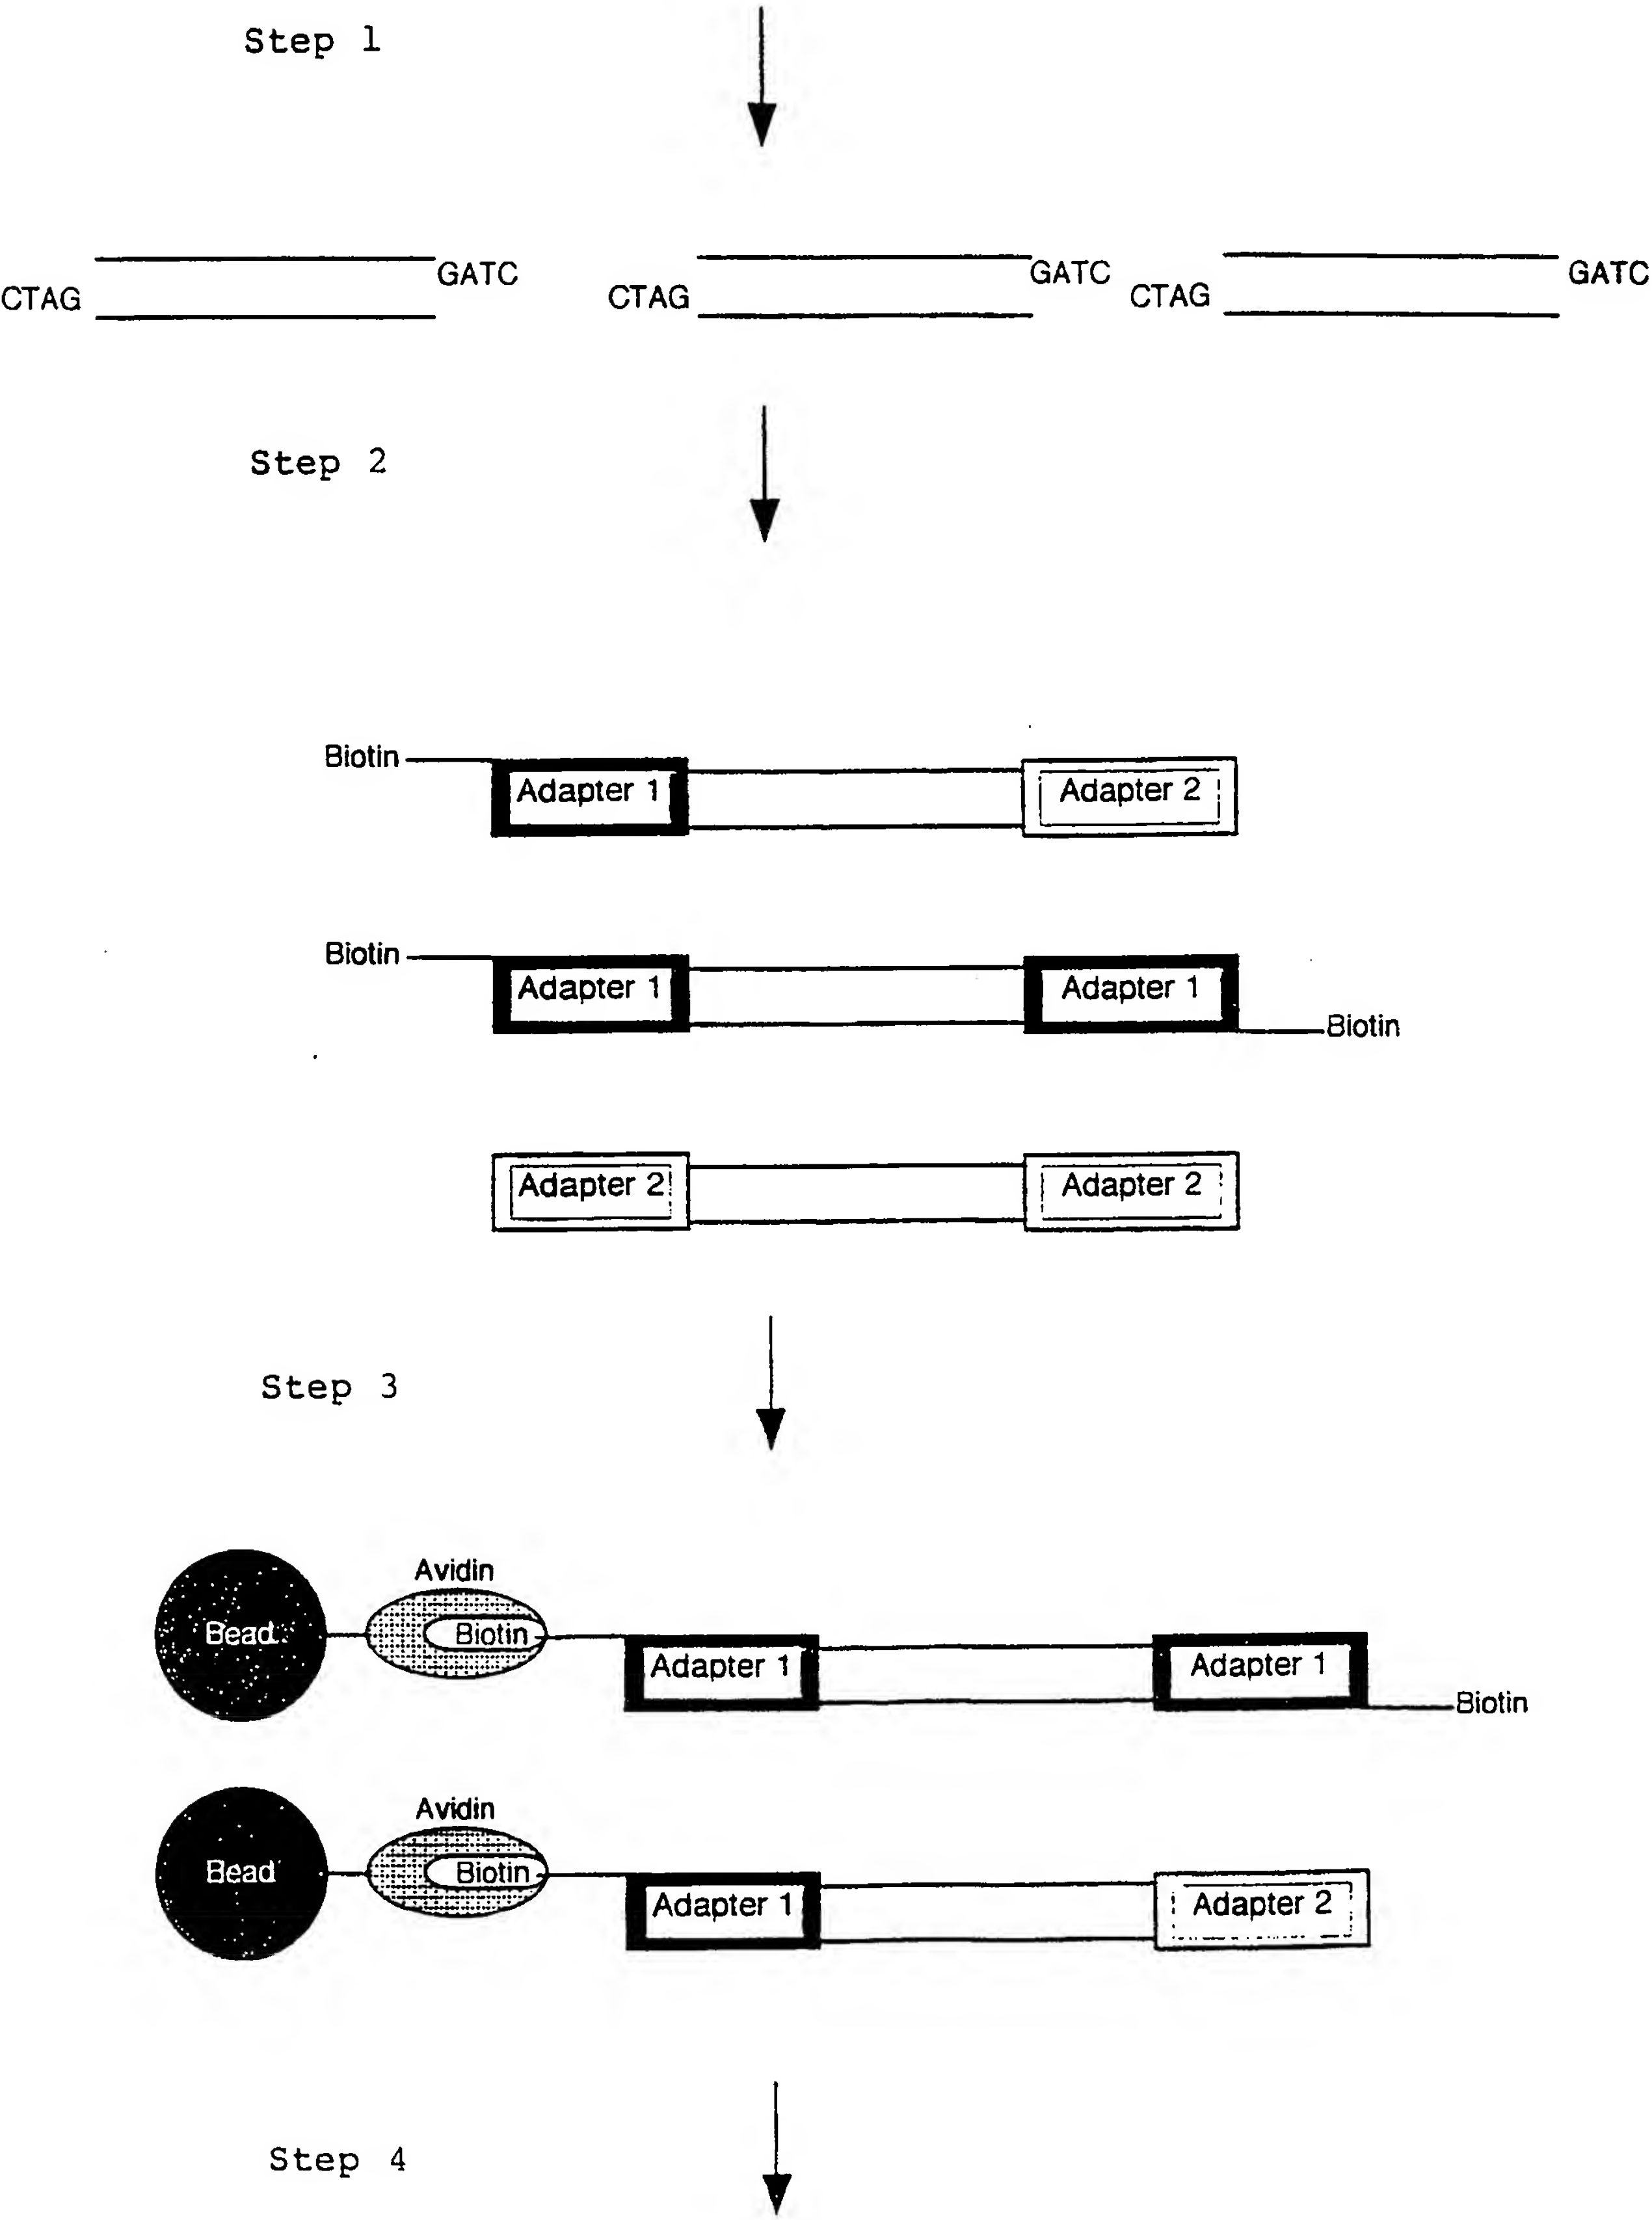 Step 1
GATC GATC GATC
CTAG CTAG CTAG
Step 2
Biotin
Adapter 1 Adapter 2
Biotin
Adapter 1 Adapter 1
Biotin
Adapter 2 Adapter 2
Step 3
Avidin
Bead Biotin
Adapter 1 Adapter 1
Biotin
Avidin
Bead Biotin
Adapter 1 Adapter 2
Step 4